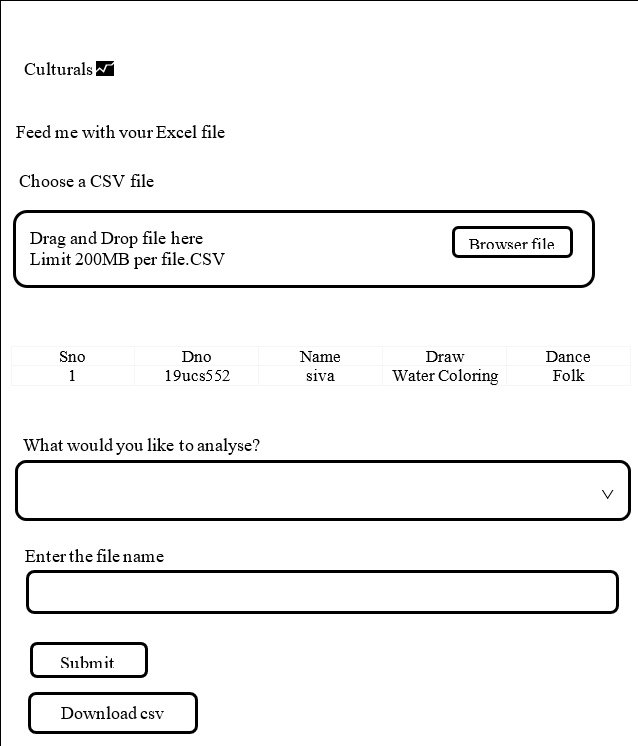 Culturals
Feed me with your Excel file
Choose a CSV file
Drag and Drop file here
Limit 200MB per file.CSV
Browser file
Sno Dno Name Draw Dance
1 19ucs552 siva Water Coloring Folk
What would you like to analyse?
Enter the file name
Submit
Download csv